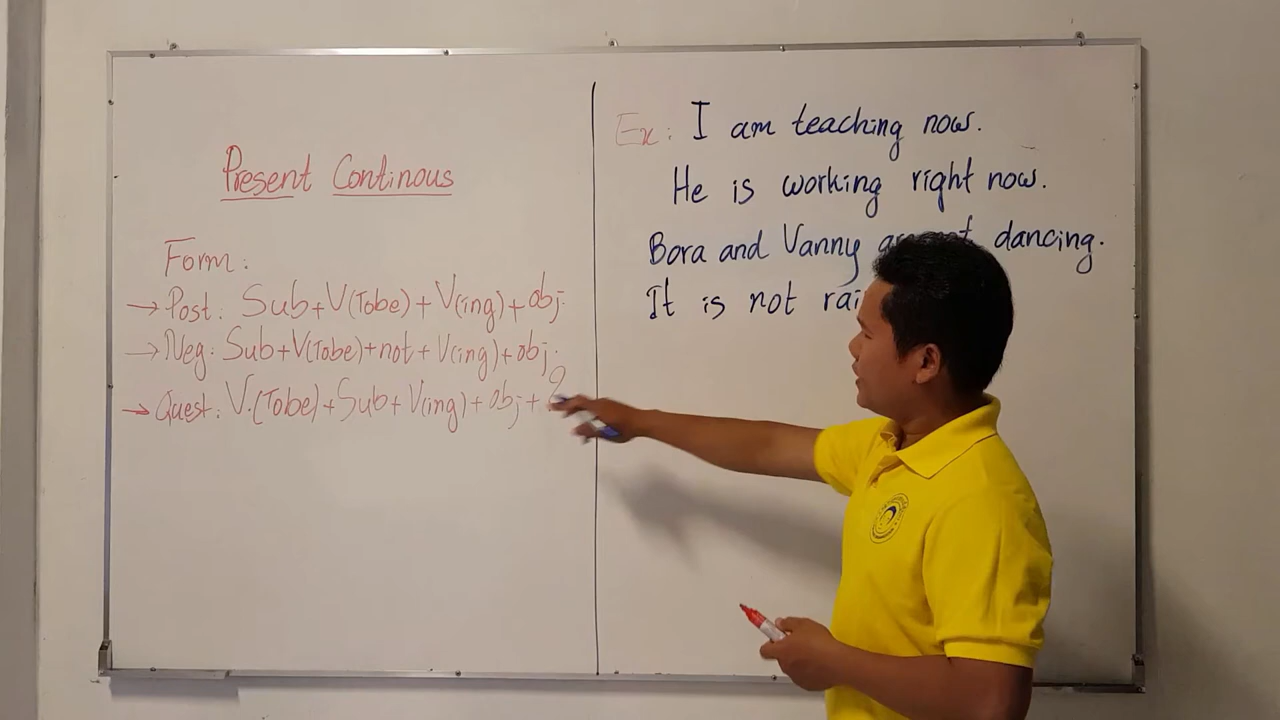 Present Continous
Form:
→ Post: Sub+V(Tobe)+V(ing)+obj.
→ Neg: Sub+V(Tobe)+not+V(ing)+obj.
→ Quest: V.(Tobe)+Sub+V(ing)+obj+?
Ex: I am teaching now.
He is working right now.
Bora and Vanny dancing.
It is not